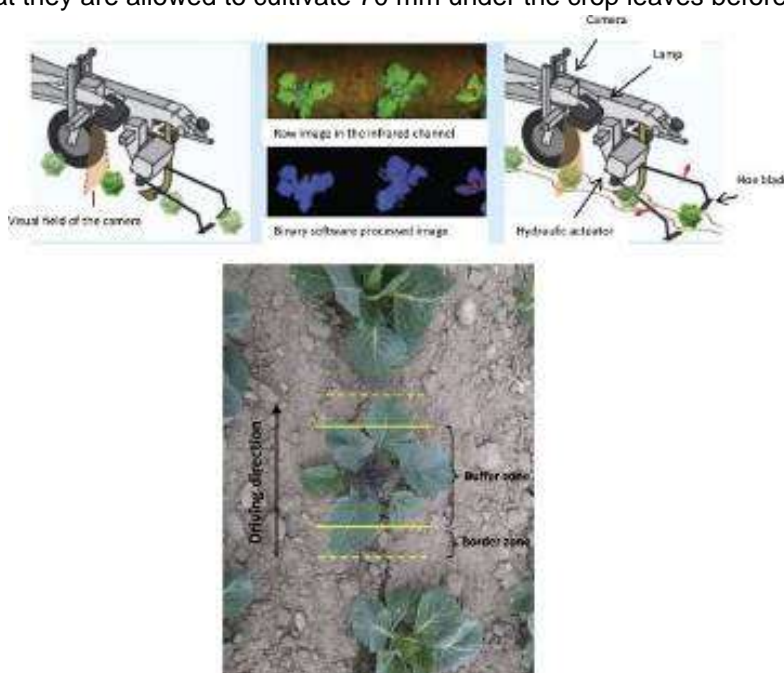 at they are allowed to cultivate 70 mm under the crop leaves before
Camera
Lamp
Raw image in the infrared channel
Hoe blad
Visual field of the camera
Binary software processed image
Hydraulic actuator
Driving direction
Buffer zone
Border zone